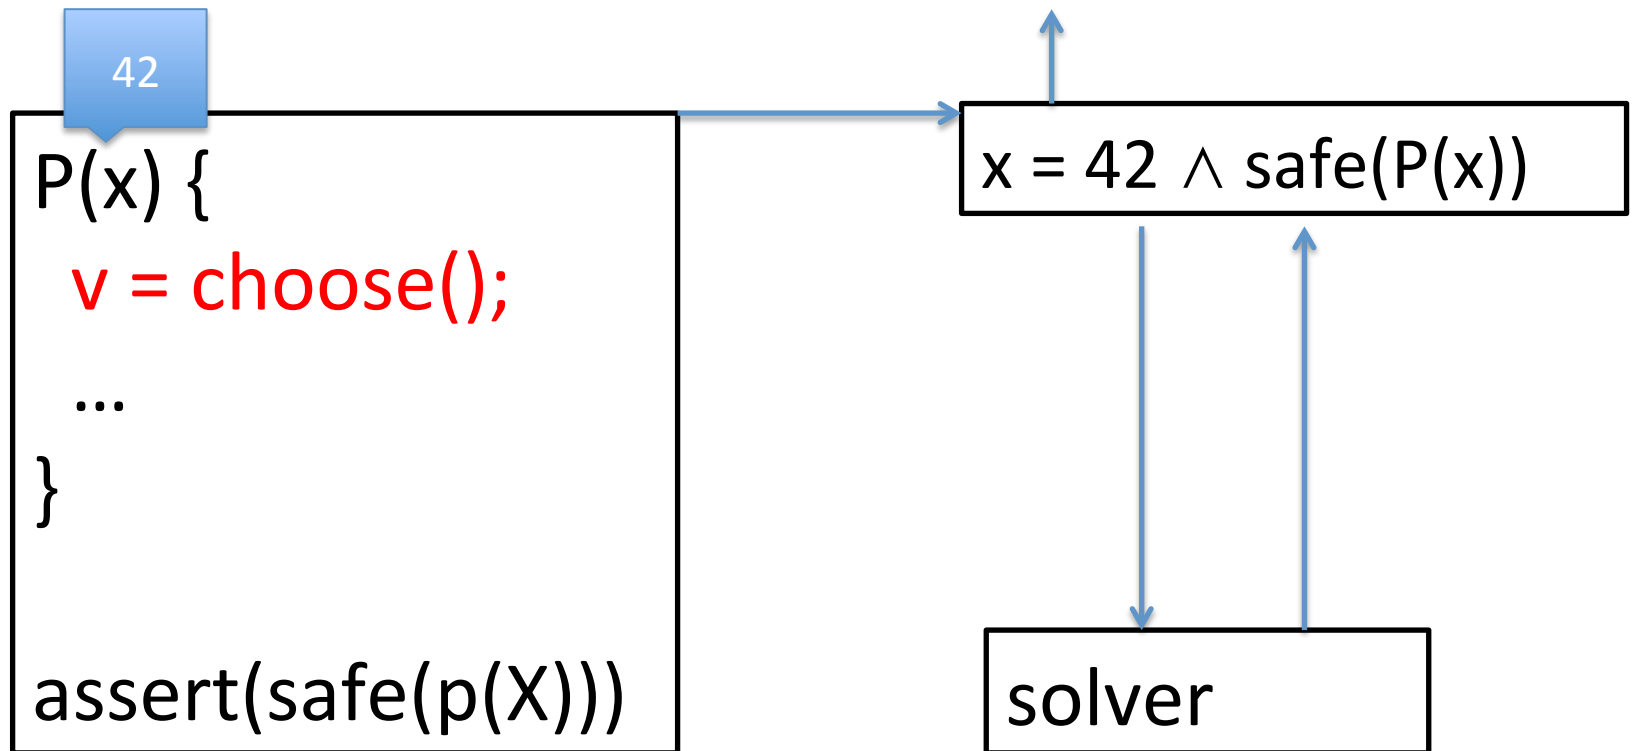 42
P(x) {
v = choose();
...
}
assert(safe(p(X)))
x = 42 ∧ safe(P(x))
solver